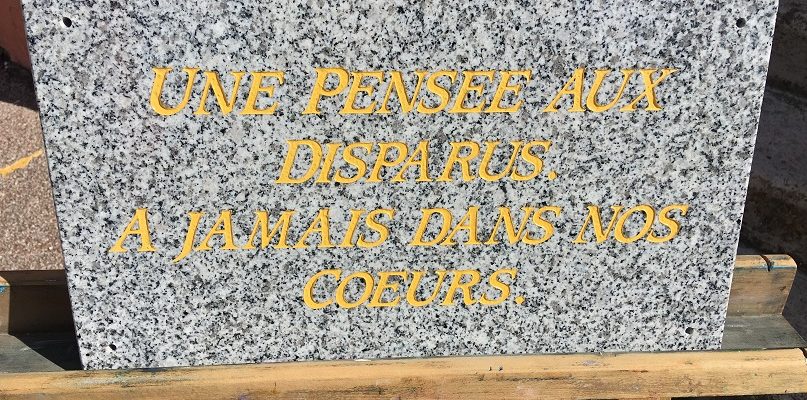 UNE PENSEE AUX
DISPARUS.
A JAMAIS DANS NOS
COEURS.